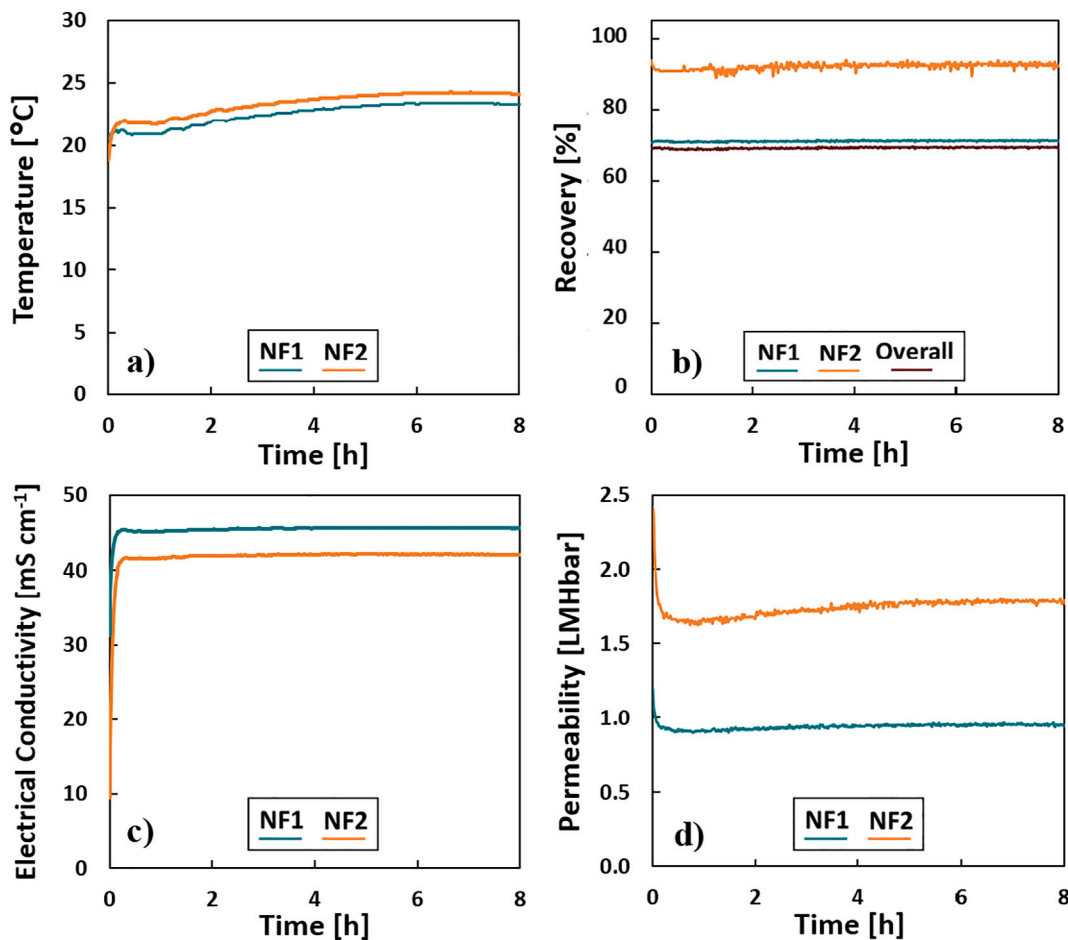 Temperature [°C]
30
25
20
15
10
5
0
a)
NF1 NF2
0 2 4 6 8
Time [h]
Recovery [%]
100
80
60
40
20
0
b)
NF1 NF2 Overall
0 2 4 6 8
Time [h]
Electrical Conductivity [mS cm-1]
50
40
30
20
10
0
c)
NF1 NF2
0 2 4 6 8
Time [h]
Permeability [LMHbar]
2.5
2.0
1.5
1.0
0.5
0.0
d)
NF1 NF2
0 2 4 6 8
Time [h]